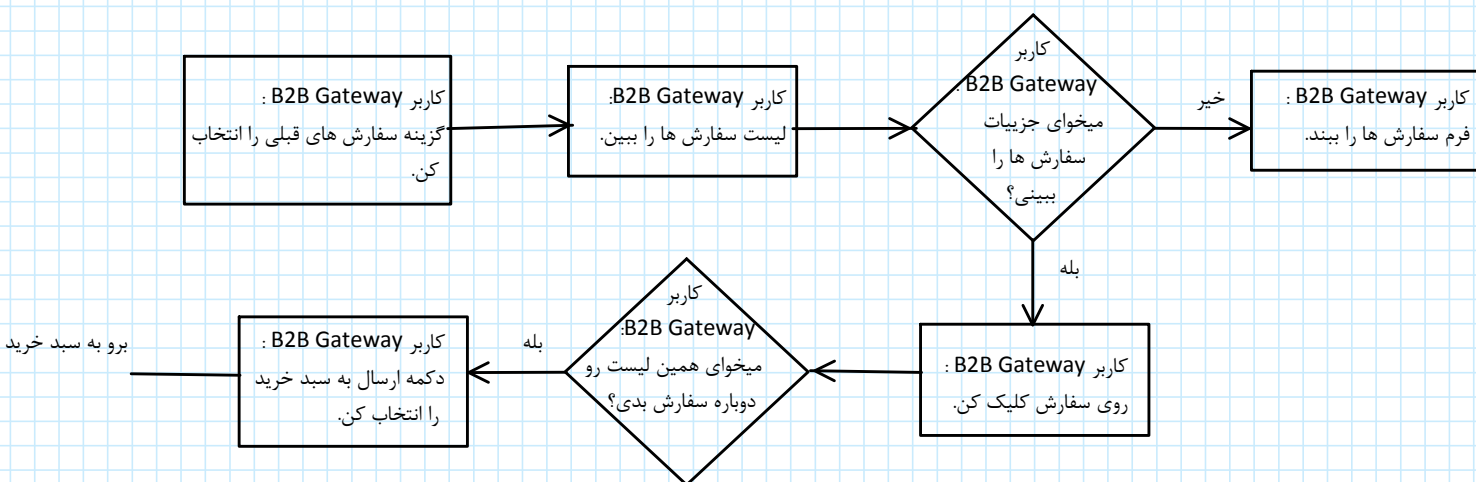 کاربر B2B Gateway :
گزینه سفارش های قبلی را انتخاب
کن.
کاربر B2B Gateway:
لیست سفارش ها را ببین.
کاربر
B2B Gateway :
میخوای جزییات
سفارش ها را
ببینی؟
خیر
کاربر B2B Gateway :
فرم سفارش ها را ببند.
بله
کاربر B2B Gateway :
روی سفارش کلیک کن.
کاربر
B2B Gateway:
میخوای همین لیست رو
دوباره سفارش بدی؟
بله
کاربر B2B Gateway :
دکمه ارسال به سبد خرید
را انتخاب کن.
برو به سبد خرید